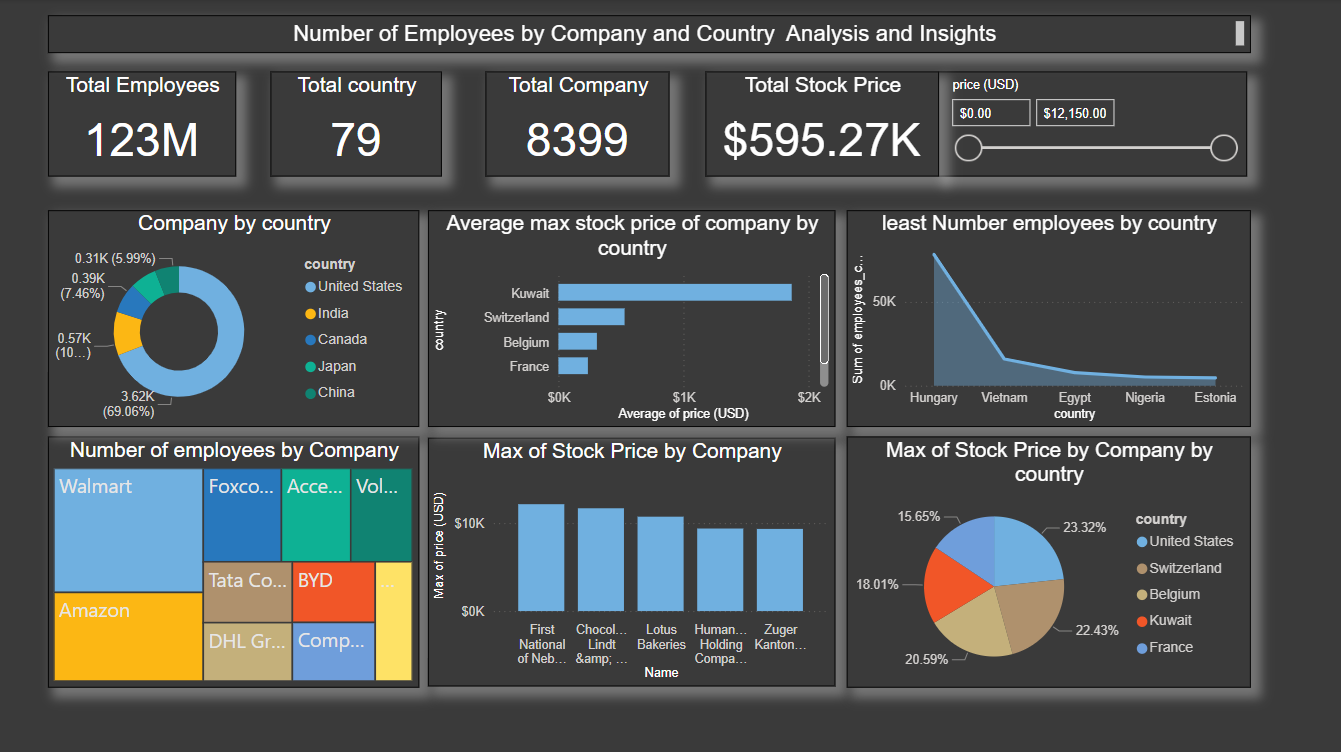 Number of Employees by Company and Country Analysis and Insights
Total Employees
123M
Total country
79
Total Company
8399
Total Stock Price
$595.27K
price (USD)
$0.00
$12,150.00
Company by country
0.31K (5.99%)
0.39K
(7.46%)
0.57K
(10...)
3.62K
(69.06%)
country
United States
India
Canada
Japan
China
Average max stock price of company by
country
country
Kuwait
Switzerland
Belgium
France
$0K
$1K
$2K
Average of price (USD)
least Number employees by country
Sum of employees_c...
50K
0K
Hungary
Vietnam
Egypt
Nigeria
Estonia
country
Number of employees by Company
Walmart
Amazon
Foxco...
Acce...
Vol...
Tata Co...
BYD
...
DHL Gr...
Comp...
Max of Stock Price by Company
Max of price (USD)
$10K
$0K
First
National
of Neb...
Chocol...
Lindt
&amp; ...
Lotus
Bakeries
Human...
Holding
Compa...
Zuger
Kanton...
Name
Max of Stock Price by Company by
country
15.65%
23.32%
18.01%
22.43%
20.59%
country
United States
Switzerland
Belgium
Kuwait
France